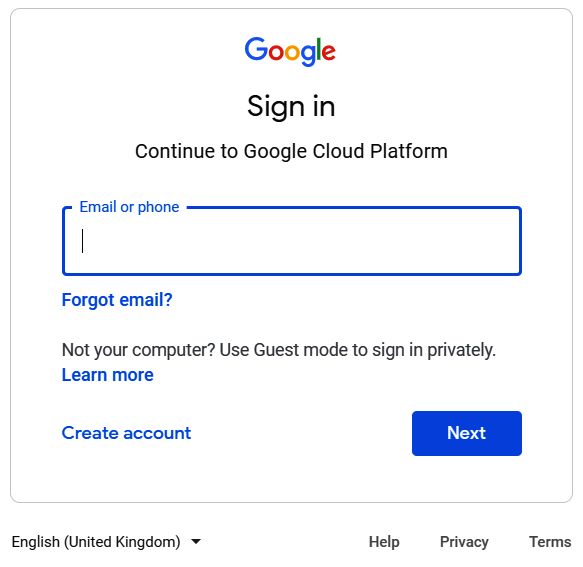 Google
Sign in
Continue to Google Cloud Platform
Email or phone
Forgot email?
Not your computer? Use Guest mode to sign in privately.
Learn more
Create account
Next
English (United Kingdom)
Help
Privacy
Terms